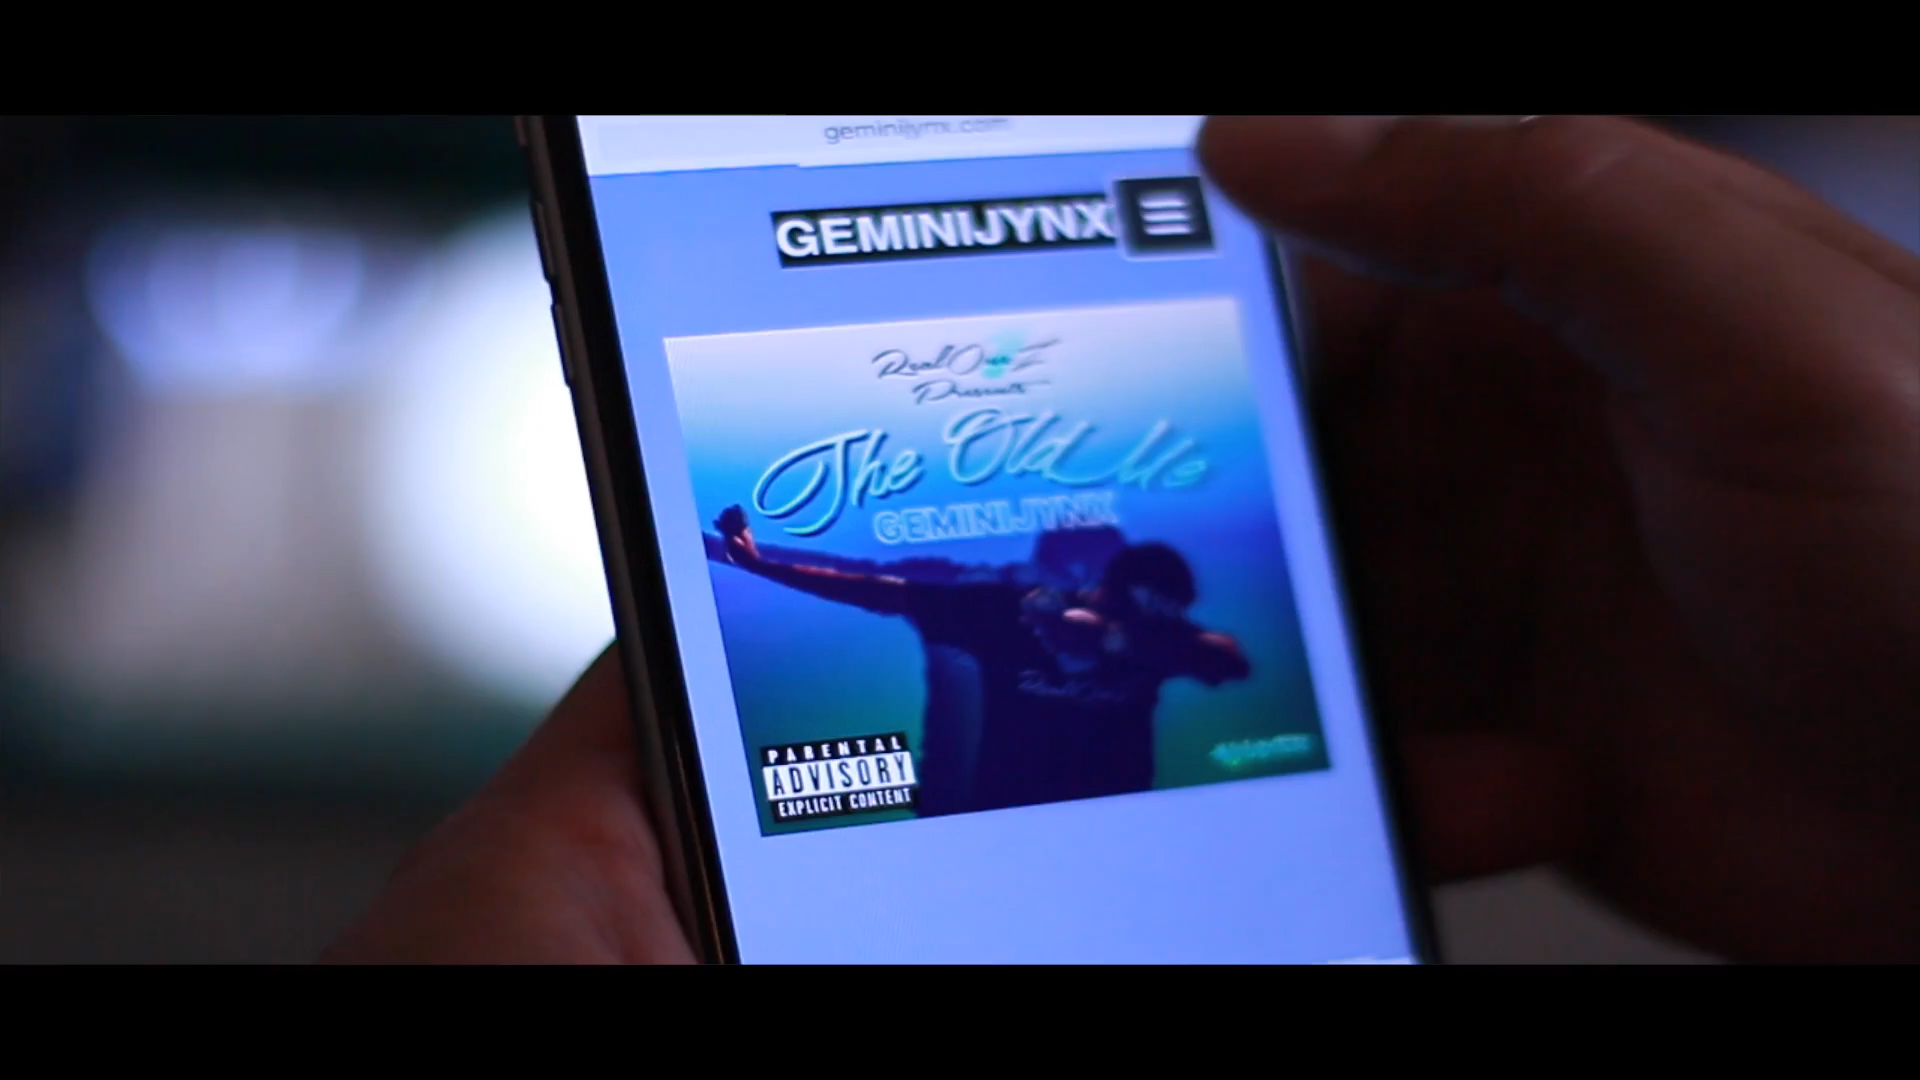 geminijynx.com
GEMINIJYNX
Presents
The Old Me
GEMINIJYNX
PARENTAL
ADVISORY
EXPLICIT CONTENT